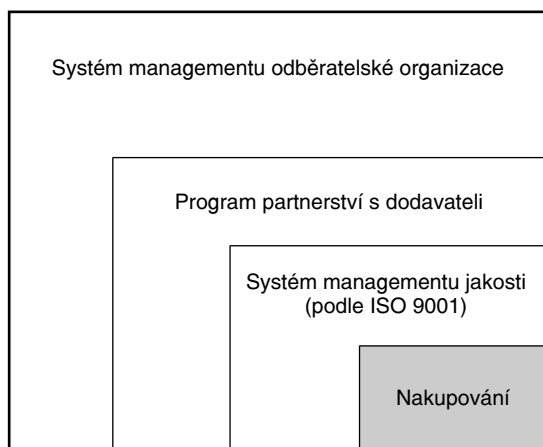 Systém managementu odběratelské organizace
Program partnerství s dodavateli
Systém managementu jakosti
(podle ISO 9001)
Nakupování